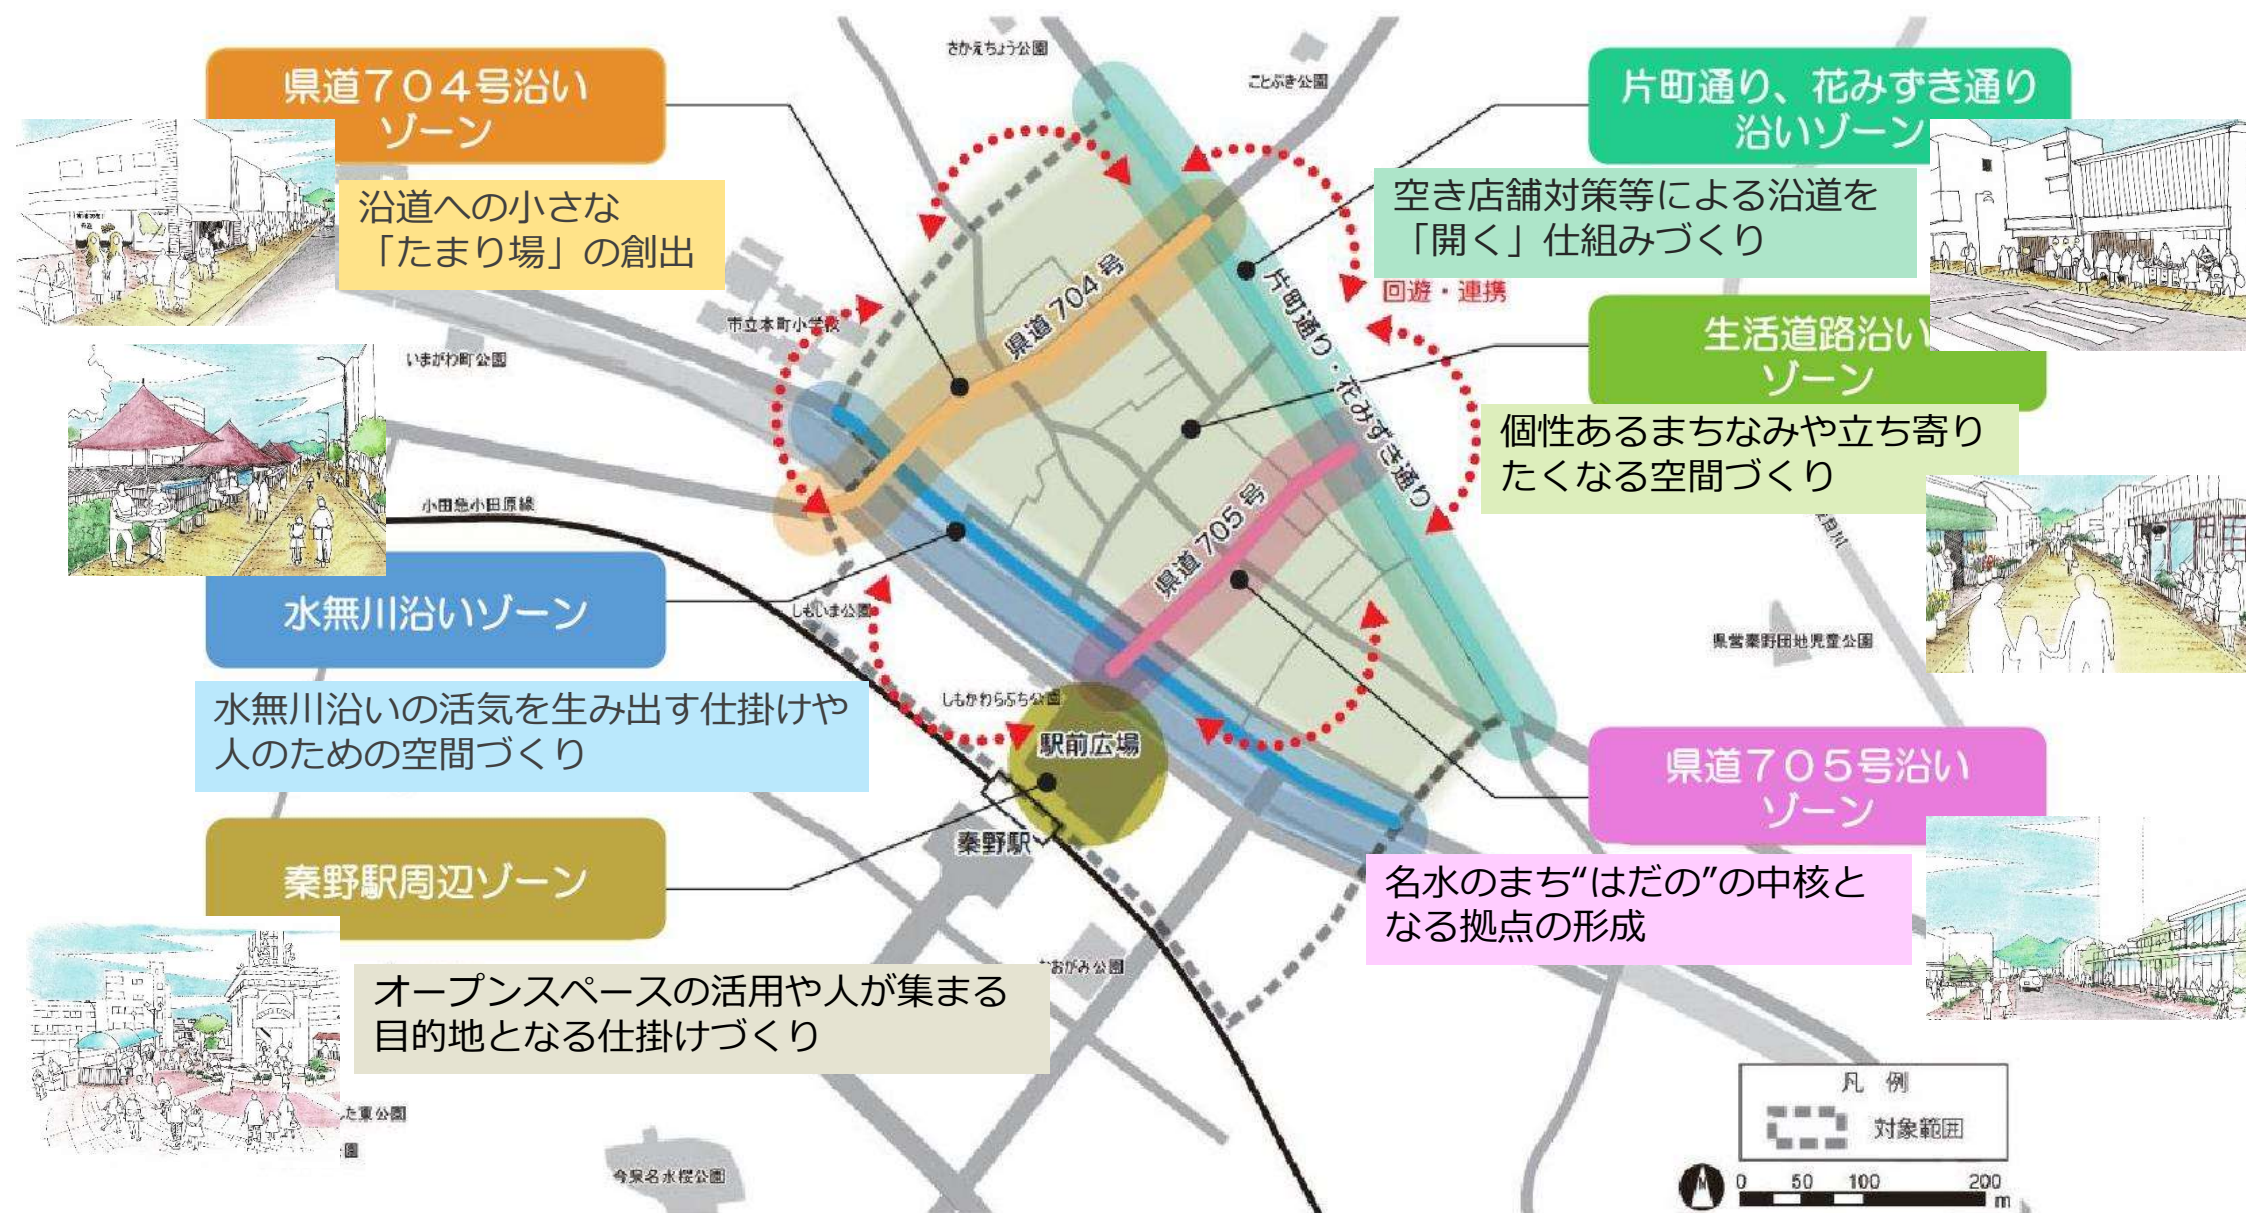 県道７０４号沿い
ゾーン
沿道への小さな
「たまり場」の創出
水無川沿いゾーン
水無川沿いの活気を生み出す仕掛けや
人のための空間づくり
秦野駅周辺ゾーン
オープンスペースの活用や人が集まる
目的地となる仕掛けづくり
さかえちょう公園
ことぶき公園
市立本町小学校
いまがわ町公園
小田急小田原線
しもいま公園
しもかわらぶち公園
駅前広場
秦野駅
おおがみ公園
た東公園
園
今泉名水桜公園
県道704号
県道705号
片町通り・花みずき通り
回遊・連携
県営秦野団地児童公園
片町通り、花みずき通り
沿いゾーン
空き店舗対策等による沿道を
「開く」仕組みづくり
生活道路沿い
ゾーン
個性あるまちなみや立ち寄り
たくなる空間づくり
県道７０５号沿い
ゾーン
名水のまち“はだの”の中核と
なる拠点の形成
凡例
対象範囲
N
0 50 100 200
m